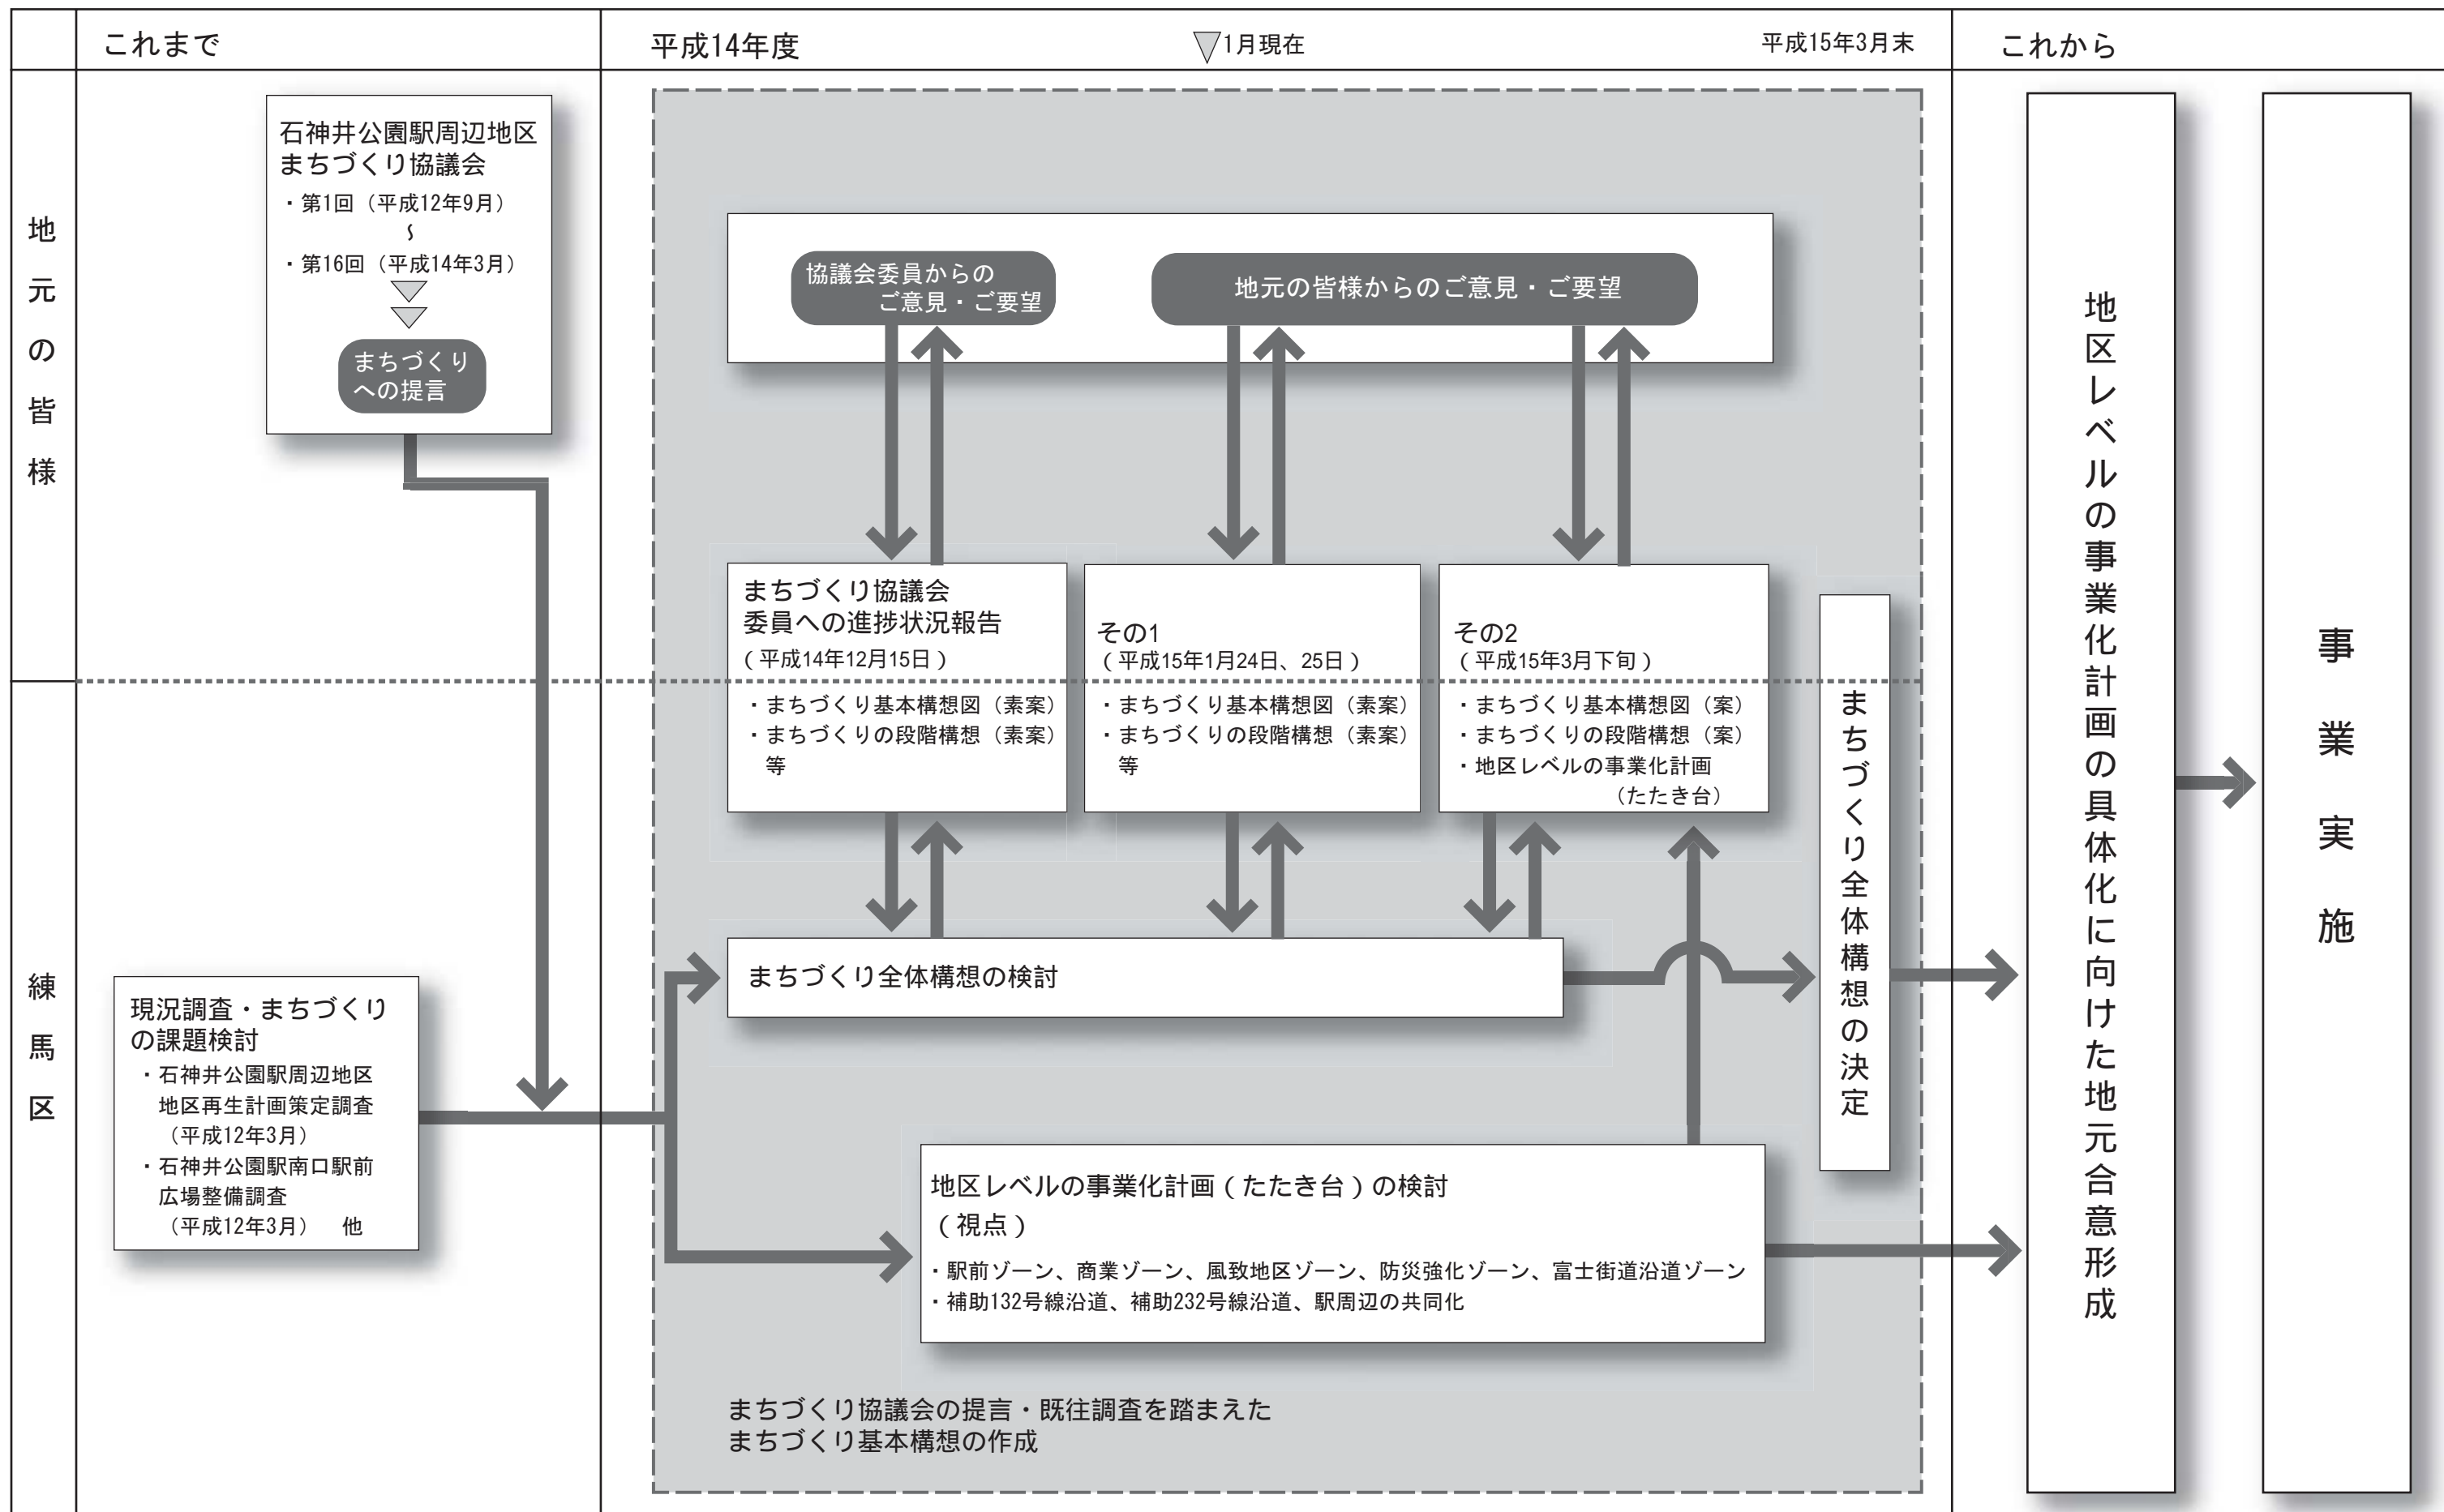 これまで
平成14年度
1月現在
平成15年3月末
これから
地元の皆様
石神井公園駅周辺地区
まちづくり協議会
・第1回（平成12年9月）
〜
・第16回（平成14年3月）
まちづくり
への提言
協議会委員からの
ご意見・ご要望
地元の皆様からのご意見・ご要望
まちづくり協議会
委員への進捗状況報告
（平成14年12月15日）
・まちづくり基本構想図（素案）
・まちづくりの段階構想（素案）
等
その1
（平成15年1月24日、25日）
・まちづくり基本構想図（素案）
・まちづくりの段階構想（素案）
等
その2
（平成15年3月下旬）
・まちづくり基本構想図（案）
・まちづくりの段階構想（案）
・地区レベルの事業化計画
（たたき台）
練馬区
現況調査・まちづくり
の課題検討
・石神井公園駅周辺地区
地区再生計画策定調査
（平成12年3月）
・石神井公園駅南口駅前
広場整備調査
（平成12年3月）　他
まちづくり全体構想の検討
地区レベルの事業化計画（たたき台）の検討
（視点）
・駅前ゾーン、商業ゾーン、風致地区ゾーン、防災強化ゾーン、富士街道沿道ゾーン
・補助132号線沿道、補助232号線沿道、駅周辺の共同化
まちづくり協議会の提言・既往調査を踏まえた
まちづくり基本構想の作成
まちづくり全体構想の決定
地区レベルの事業化計画の具体化に向けた地元合意形成
事業実施